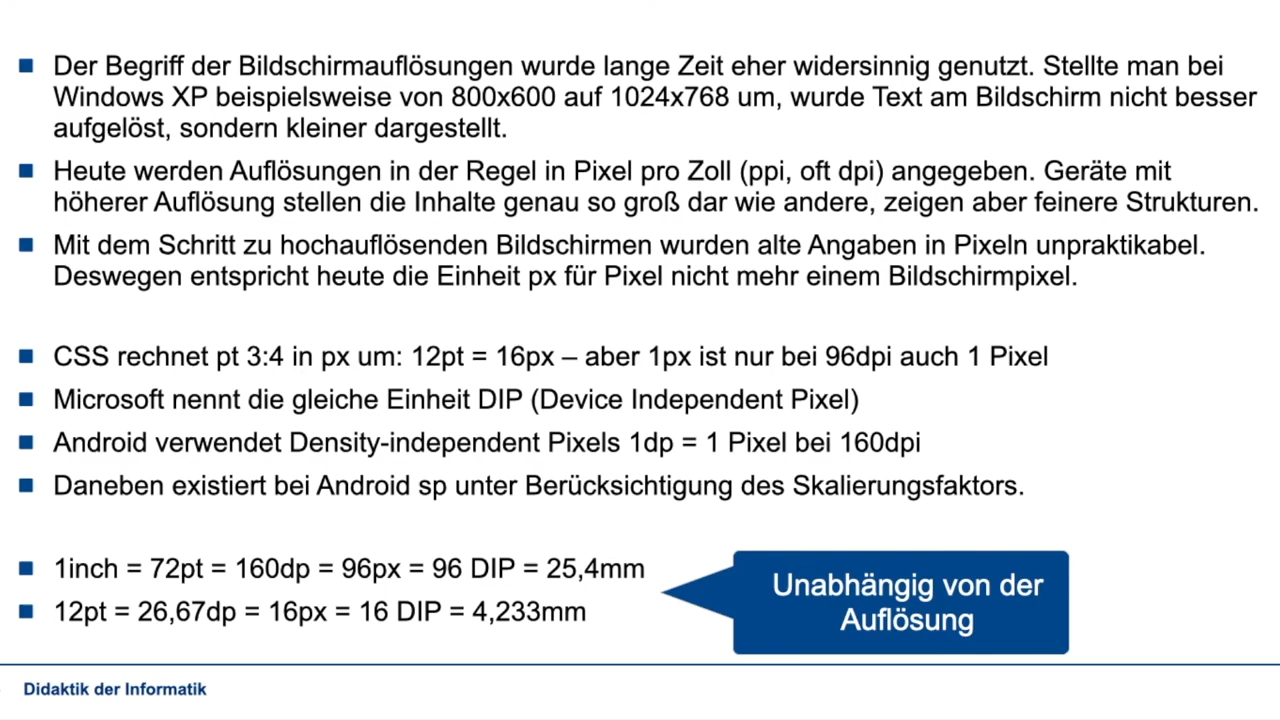 Der Begriff der Bildschirmauflösungen wurde lange Zeit eher widersinnig genutzt. Stellte man bei
Windows XP beispielsweise von 800x600 auf 1024x768 um, wurde Text am Bildschirm nicht besser
aufgelöst, sondern kleiner dargestellt.
Heute werden Auflösungen in der Regel in Pixel pro Zoll (ppi, oft dpi) angegeben. Geräte mit
höherer Auflösung stellen die Inhalte genau so groß dar wie andere, zeigen aber feinere Strukturen.
Mit dem Schritt zu hochauflösenden Bildschirmen wurden alte Angaben in Pixeln unpraktikabel.
Deswegen entspricht heute die Einheit px für Pixel nicht mehr einem Bildschirmpixel.
CSS rechnet pt 3:4 in px um: 12pt = 16px – aber 1px ist nur bei 96dpi auch 1 Pixel
Microsoft nennt die gleiche Einheit DIP (Device Independent Pixel)
Android verwendet Density-independent Pixels 1dp = 1 Pixel bei 160dpi
Daneben existiert bei Android sp unter Berücksichtigung des Skalierungsfaktors.
1inch = 72pt = 160dp = 96px = 96 DIP = 25,4mm
12pt = 26,67dp = 16px = 16 DIP = 4,233mm
Unabhängig von der
Auflösung
Didaktik der Informatik